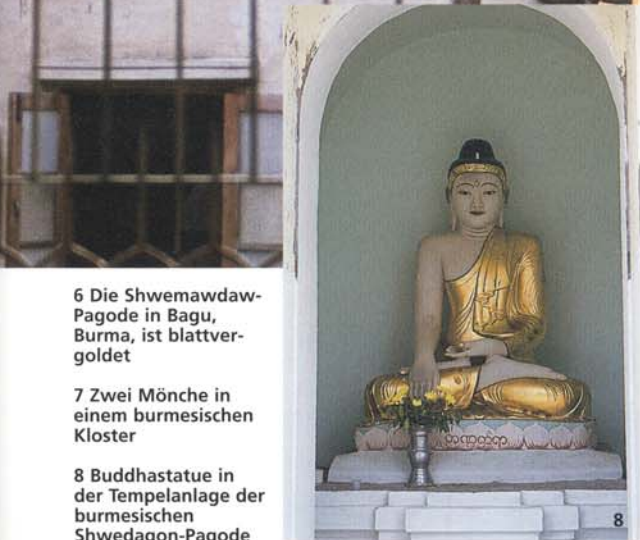 6 Die Shwemawdaw-
Pagode in Bagu,
Burma, ist blattver-
goldet
7 Zwei Mönche in
einem burmesischen
Kloster
8 Buddhastatue in
der Tempelanlage der
burmesischen
Shwedagon-Pagode
8